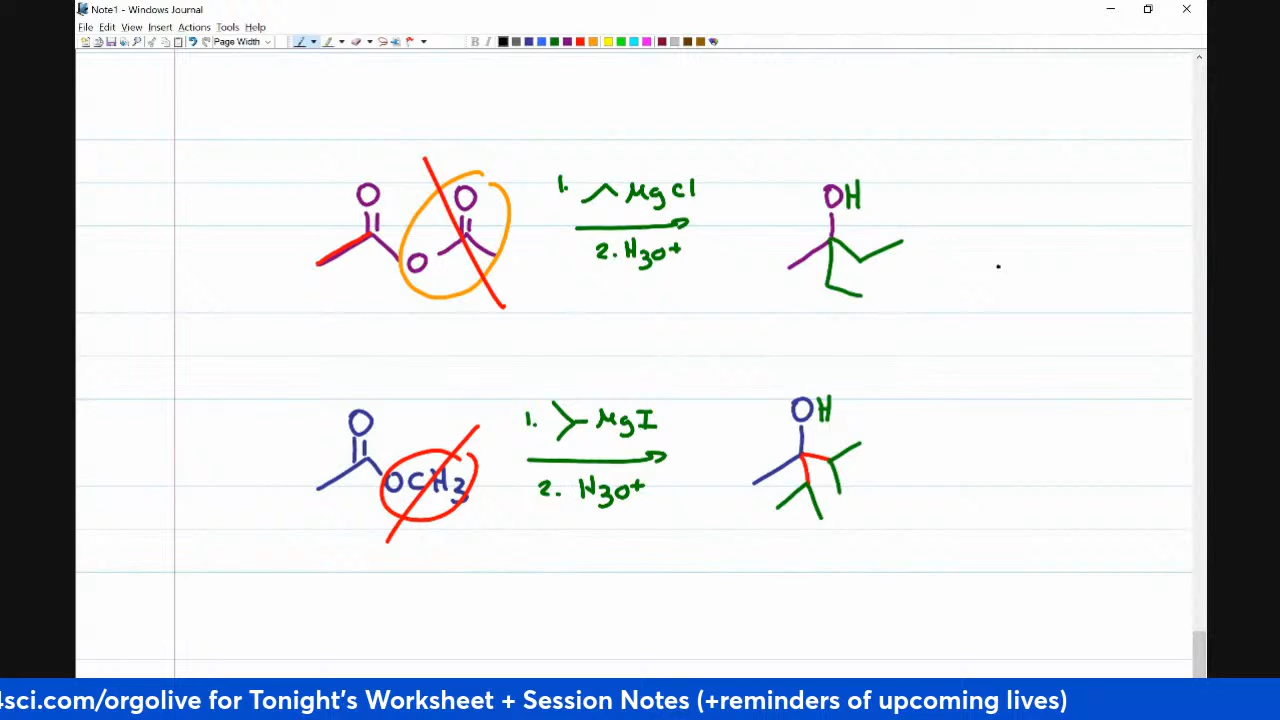 Note1 - Windows Journal
File Edit View Insert Actions Tools Help
Page Width
B I
O O
O
1. MgCl
2. H3O+
OH
O
OCH3
1. MgI
2. H3O+
OH
4sci.com/orgolive for Tonight's Worksheet + Session Notes (+reminders of upcoming lives)